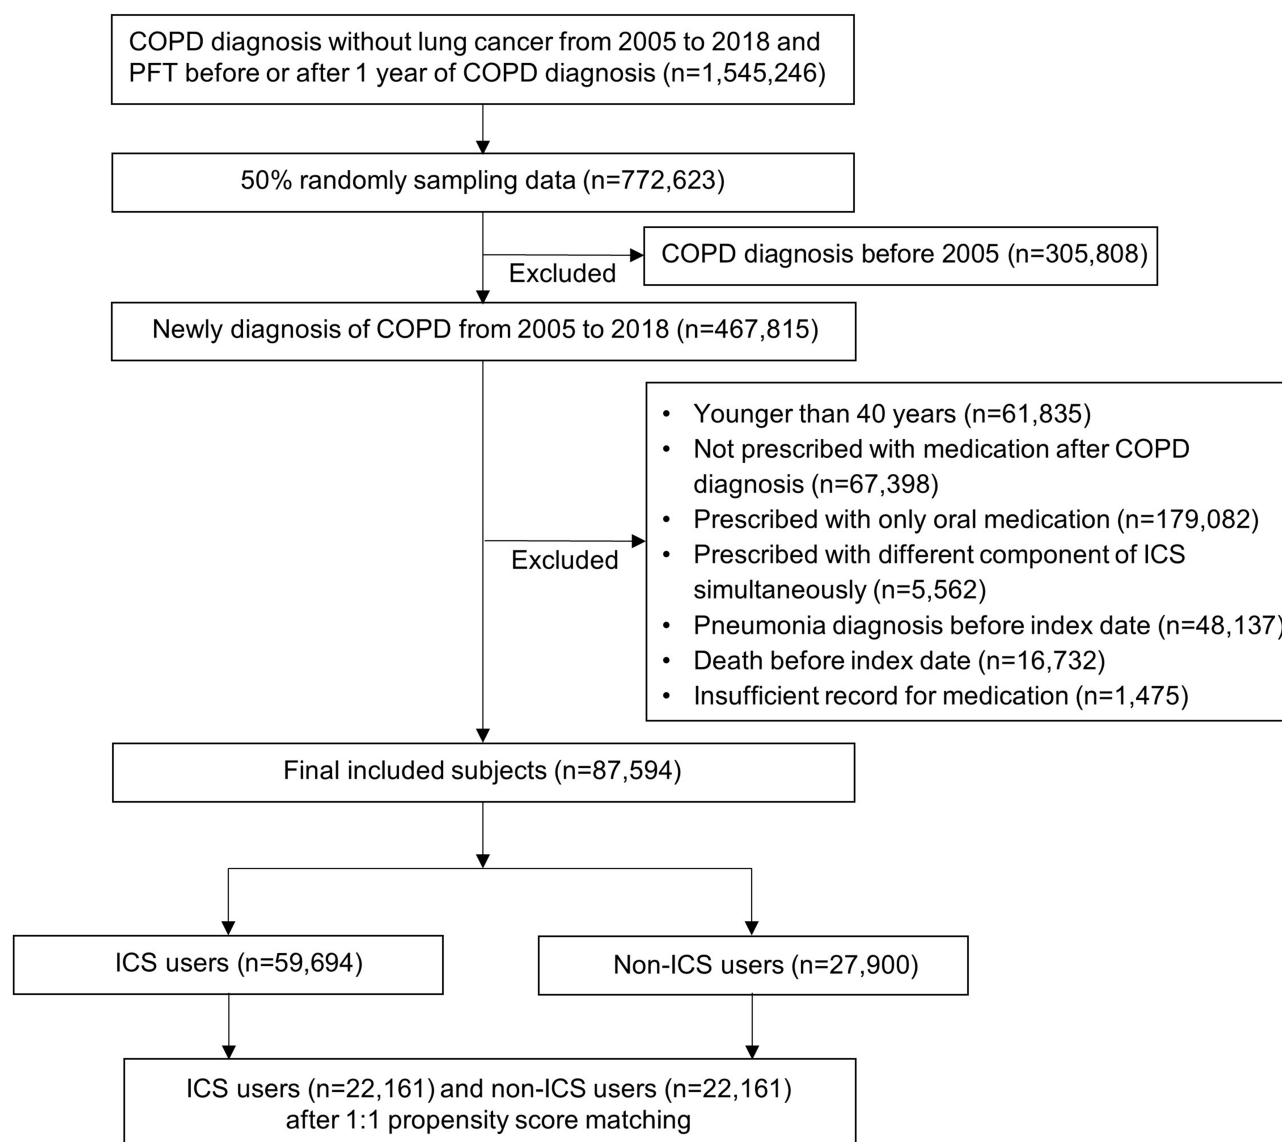 COPD diagnosis without lung cancer from 2005 to 2018 and
PFT before or after 1 year of COPD diagnosis (n=1,545,246)
50% randomly sampling data (n=772,623)
COPD diagnosis before 2005 (n=305,808)
Excluded
Newly diagnosis of COPD from 2005 to 2018 (n=467,815)
• Younger than 40 years (n=61,835)
• Not prescribed with medication after COPD
diagnosis (n=67,398)
• Prescribed with only oral medication (n=179,082)
• Prescribed with different component of ICS
simultaneously (n=5,562)
• Pneumonia diagnosis before index date (n=48,137)
• Death before index date (n=16,732)
• Insufficient record for medication (n=1,475)
Excluded
Final included subjects (n=87,594)
ICS users (n=59,694)
Non-ICS users (n=27,900)
ICS users (n=22,161) and non-ICS users (n=22,161)
after 1:1 propensity score matching